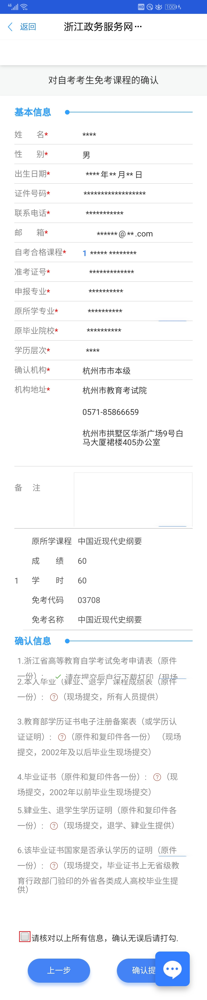 4G HD 100
返回 浙江政务服务网···
对自考考生免考课程的确认
基本信息
姓 名* ****
性 别* 男
出生日期* ****年**月**日
证件号码* ******************
联系电话* ***********
邮 箱* ******@**.com
自考合格课程* 1 ***** ********
准考证号* *************
申报专业* **********
原所学专业* **********
原毕业院校* **********
学历层次* ****
确认机构* 杭州市市本级
机构地址* 杭州市教育考试院
0571-85866659
杭州市拱墅区华浙广场9号白
马大厦裙楼405办公室
备 注
原所学课程 中国近现代史纲要
成 绩 60
1 学 时 60
免考代码 03708
免考名称 中国近现代史纲要
确认信息
1.浙江省高等教育自学考试免考申请表（原件
一份）： 请在提交后自行下载打印（现场
2.本人毕业（肄业、退学）课程成绩表（原件
一份）： ?（现场提交，所有人员提供）
3.教育部学历证书电子注册备案表（或学历认
证证明）： ?（原件和复印件各一份）（现场
提交，2002年及以后毕业生现场提交）
4.毕业证书（原件和复印件各一份）： ?（现
场提交，2002年以前毕业生现场提交）
5.肄业生、退学生学历证明（原件和复印件各
一份）： ?（现场提交，退学、肄业生提供）
6.该毕业证书国家是否承认学历的证明（原件
一份）： ?（现场提交，毕业证书上无省级教
育行政部门验印的外省各类成人高校毕业生提
供）
请核对以上所有信息，确认无误后请打勾.
上一步 确认提